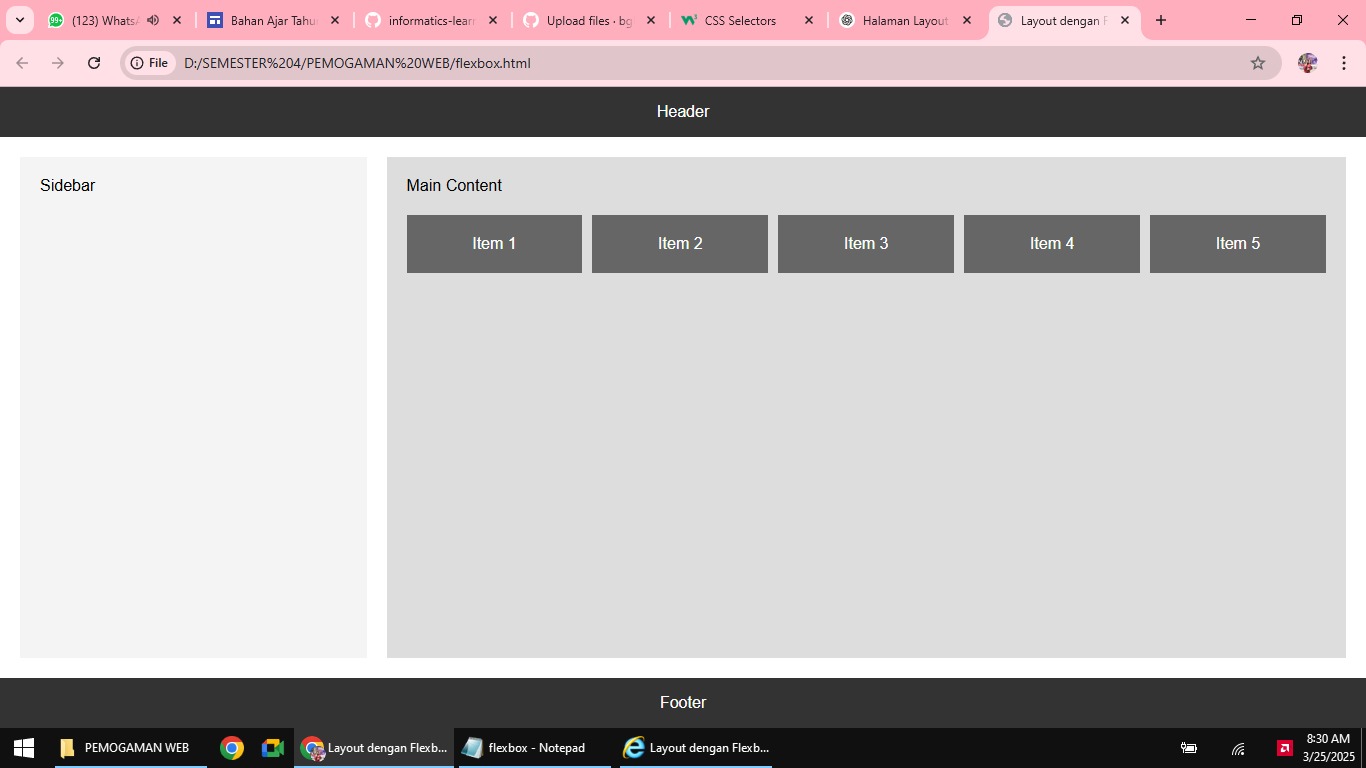 99+ (123) Whats
Bahan Ajar Tahu
informatics-lear
Upload files · bg
CSS Selectors
Halaman Layout
Layout dengan F
File D:/SEMESTER%204/PEMOGAMAN%20WEB/flexbox.html
Header
Sidebar
Main Content
Item 1 Item 2 Item 3 Item 4 Item 5
Footer
PEMOGAMAN WEB
Layout dengan Flexb...
flexbox - Notepad
Layout dengan Flexb...
8:30 AM
3/25/2025